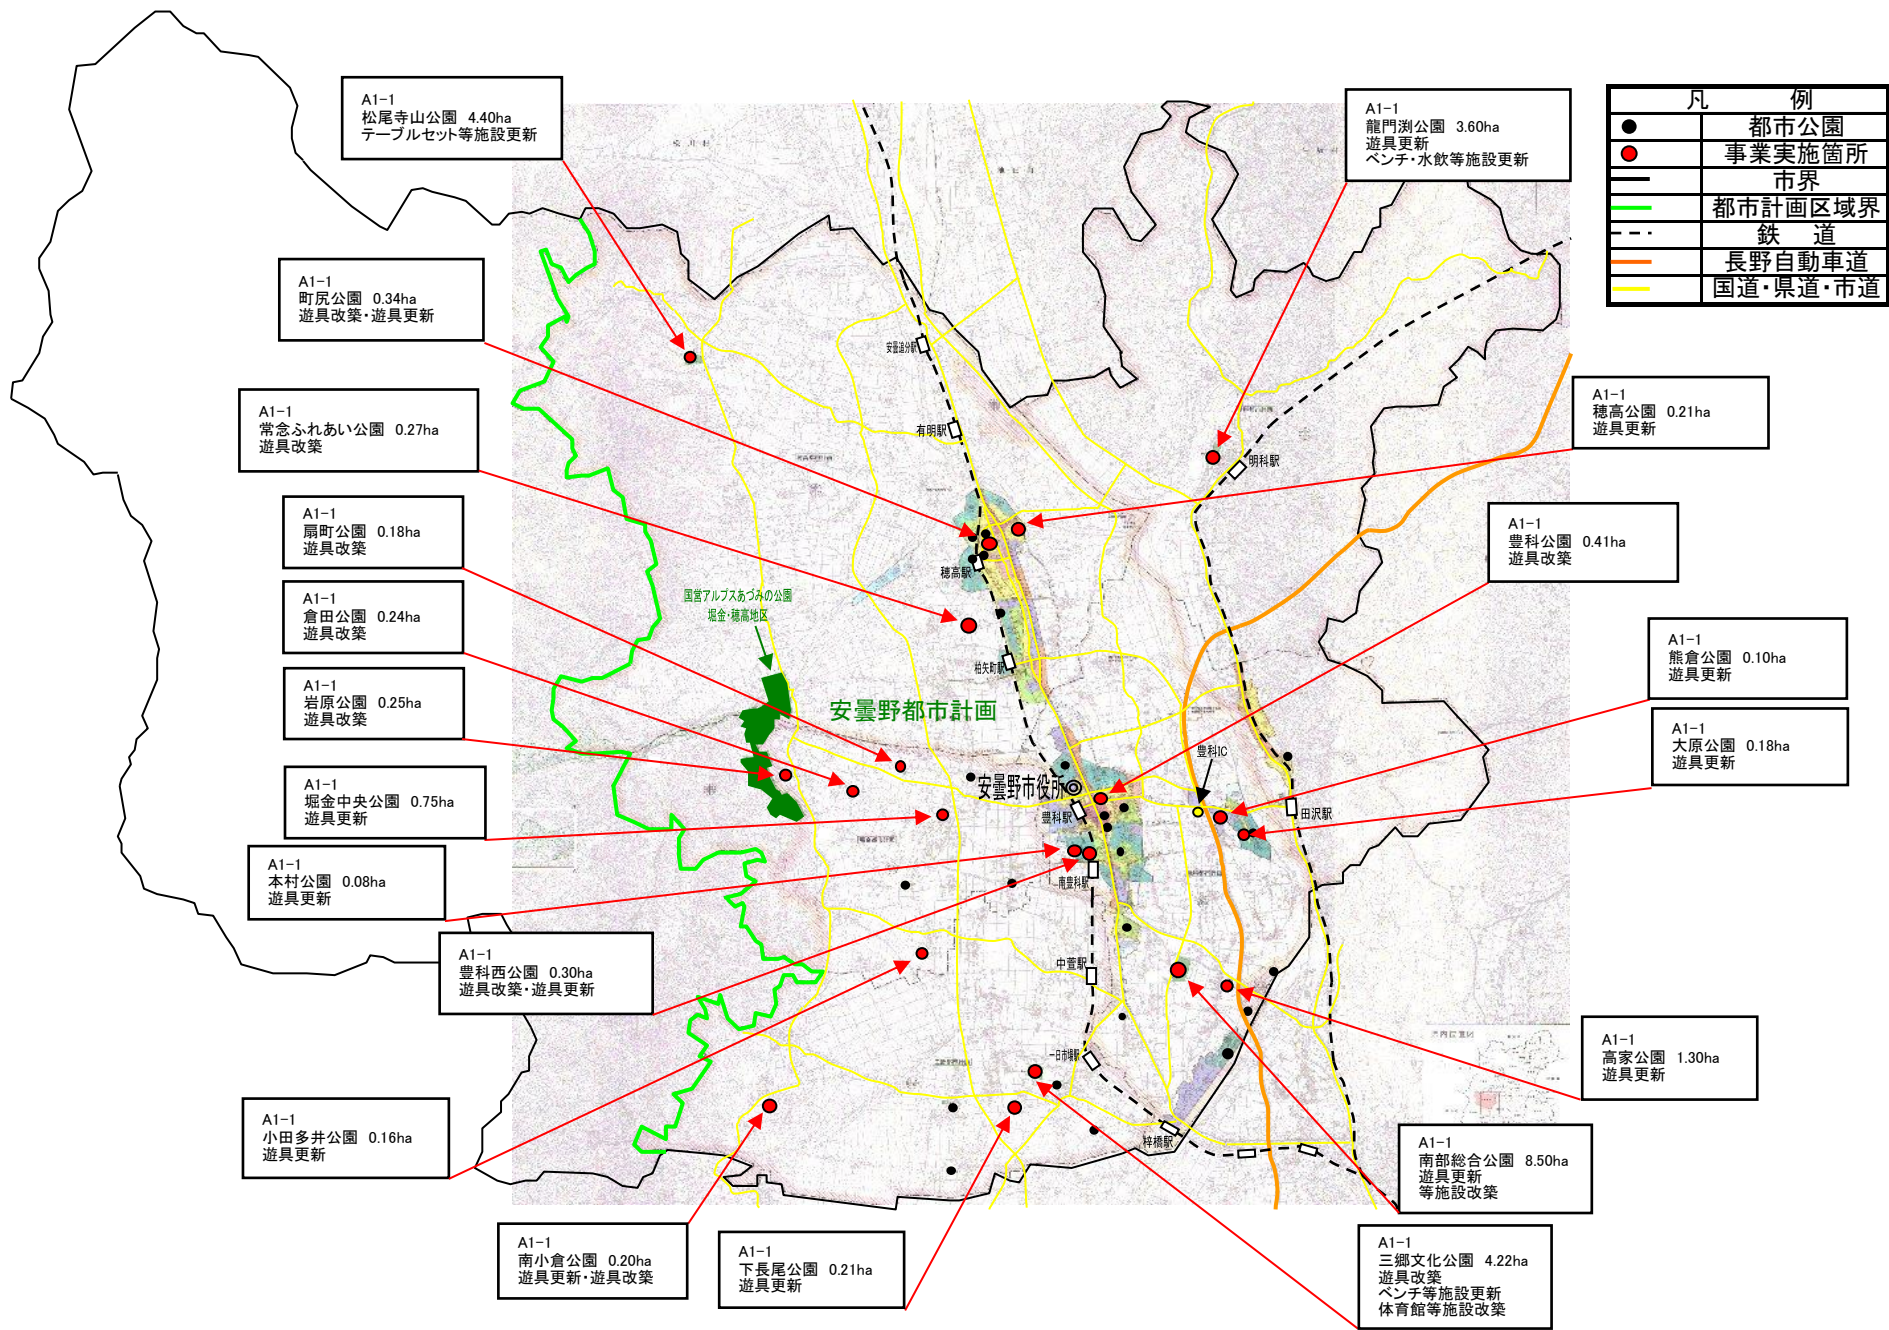 A1-1
松尾寺山公園 4.40ha
テーブルセット等施設更新
A1-1
龍門渕公園 3.60ha
遊具更新
ベンチ・水飲等施設更新
凡 例
都市公園
事業実施箇所
市界
都市計画区域界
鉄 道
長野自動車道
国道・県道・市道
A1-1
町尻公園 0.34ha
遊具改築・遊具更新
A1-1
常念ふれあい公園 0.27ha
遊具改築
A1-1
穂高公園 0.21ha
遊具更新
A1-1
扇町公園 0.18ha
遊具改築
A1-1
豊科公園 0.41ha
遊具改築
A1-1
倉田公園 0.24ha
遊具改築
A1-1
熊倉公園 0.10ha
遊具更新
A1-1
岩原公園 0.25ha
遊具改築
A1-1
大原公園 0.18ha
遊具更新
A1-1
堀金中央公園 0.75ha
遊具更新
A1-1
本村公園 0.08ha
遊具更新
A1-1
豊科西公園 0.30ha
遊具改築・遊具更新
A1-1
高家公園 1.30ha
遊具更新
A1-1
小田多井公園 0.16ha
遊具更新
A1-1
南部総合公園 8.50ha
遊具更新
等施設改築
A1-1
南小倉公園 0.20ha
遊具更新・遊具改築
A1-1
下長尾公園 0.21ha
遊具更新
A1-1
三郷文化公園 4.22ha
遊具改築
ベンチ等施設更新
体育館等施設改築
安曇追分駅
有明駅
明科駅
穂高駅
国営アルプスあづみの公園
堀金・穂高地区
柏矢町駅
安曇野都市計画
豊科IC
安曇野市役所
豊科駅
田沢駅
南豊科駅
中萱駅
一日市場駅
梓橋駅